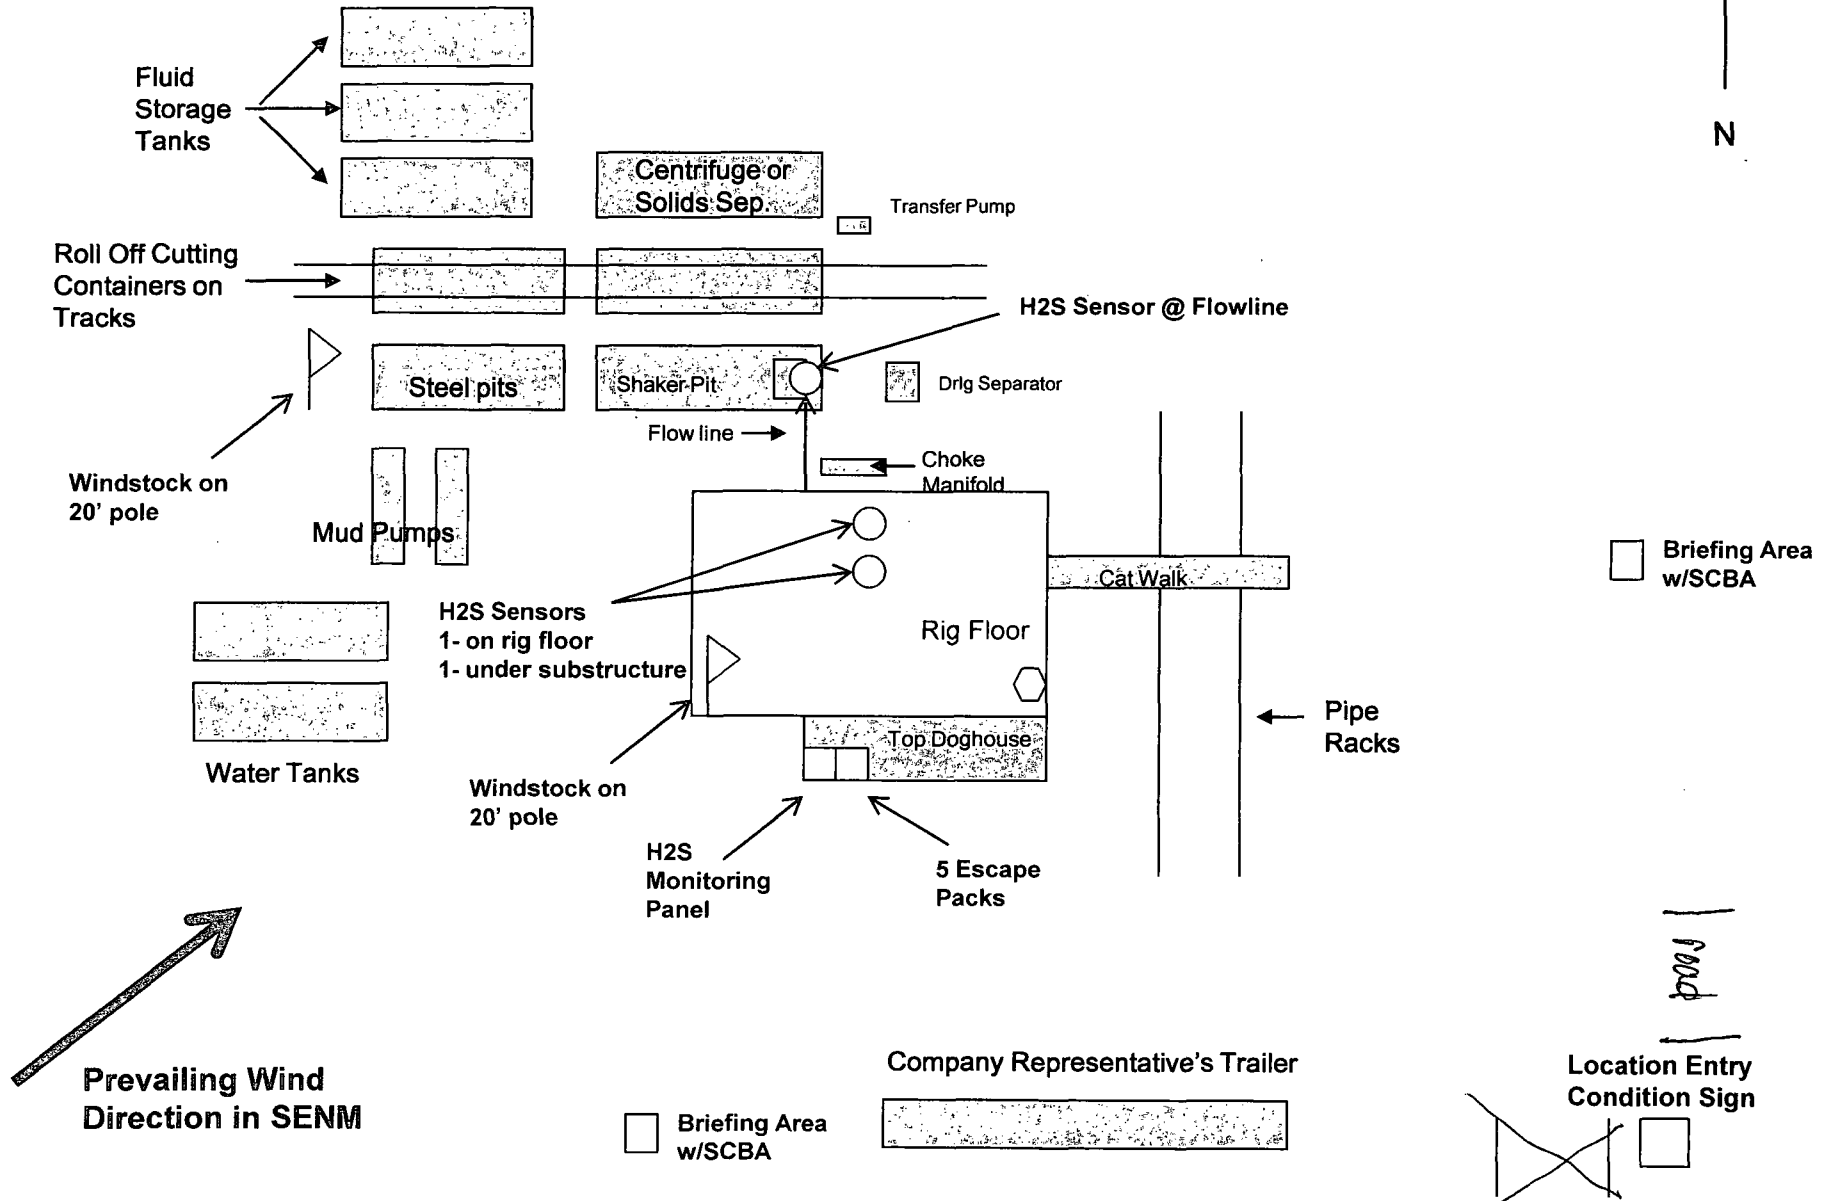 Fluid
Storage
Tanks
N
Centrifuge or
Solids Sep.
Transfer Pump
Roll Off Cutting
Containers on
Tracks
H2S Sensor @ Flowline
Steel pits
Shaker Pit
Drlg Separator
Flow line
Choke
Manifold
Windstock on
20' pole
Mud Pumps
Cat Walk
Briefing Area
w/SCBA
H2S Sensors
1- on rig floor
1- under substructure
Rig Floor
Pipe
Racks
Top Doghouse
Water Tanks
Windstock on
20' pole
H2S
Monitoring
Panel
5 Escape
Packs
Road
Prevailing Wind
Direction in SENM
Company Representative's Trailer
Location Entry
Condition Sign
Briefing Area
w/SCBA